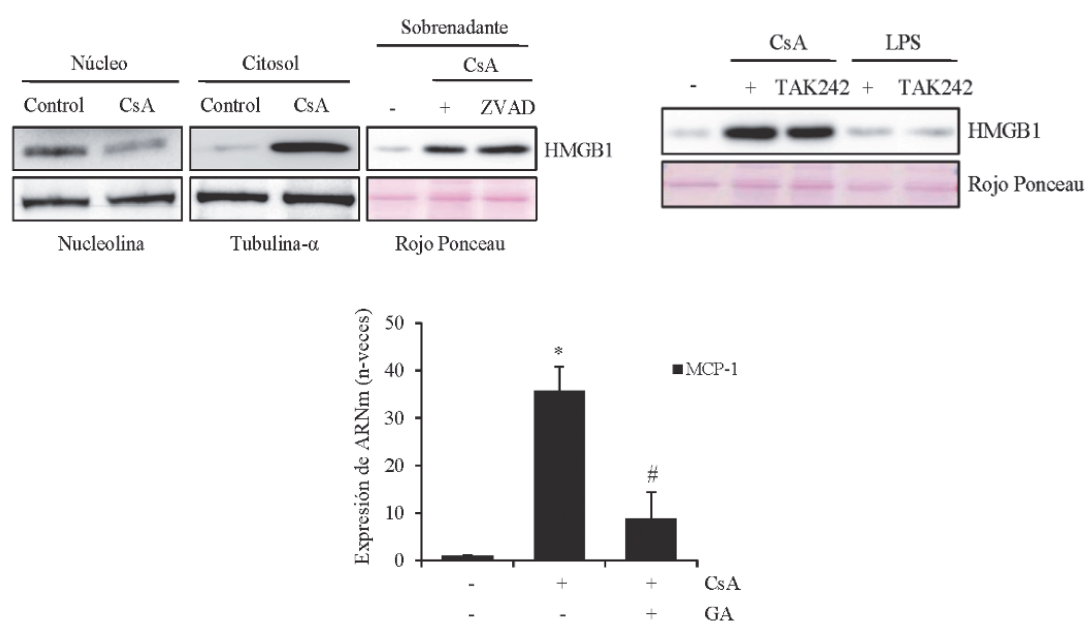 Sobrenadante
Núcleo Citosol CsA
Control CsA Control CsA - + ZVAD
HMGB1
Nucleolina Tubulina-α Rojo Ponceau
CsA LPS
- + TAK242 + TAK242
HMGB1
Rojo Ponceau
Expresión de ARNm (n-veces)
50
40
30
20
10
0
*
#
MCP-1
- + + CsA
- - + GA